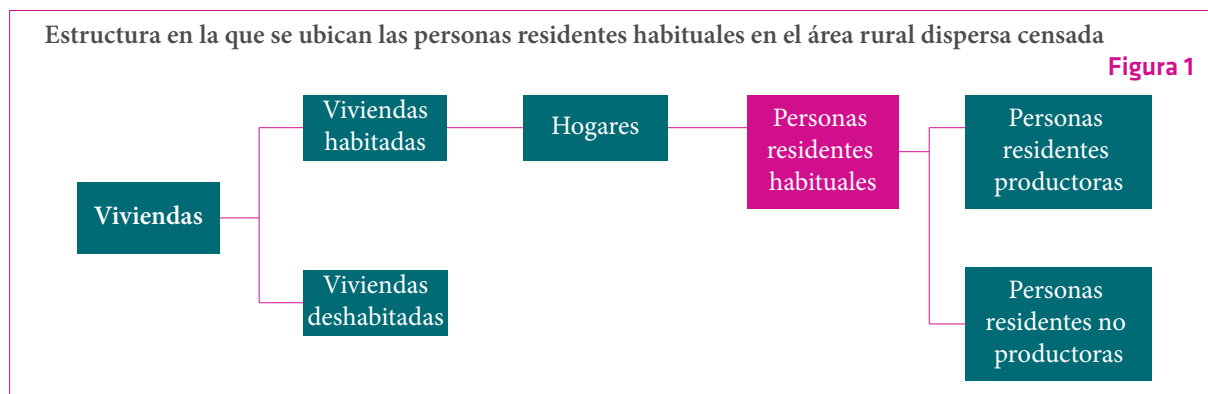 Estructura en la que se ubican las personas residentes habituales en el área rural dispersa censada
Figura 1
Viviendas
Viviendas
habitadas
Viviendas
deshabitadas
Hogares
Personas
residentes
habituales
Personas
residentes
productoras
Personas
residentes no
productoras